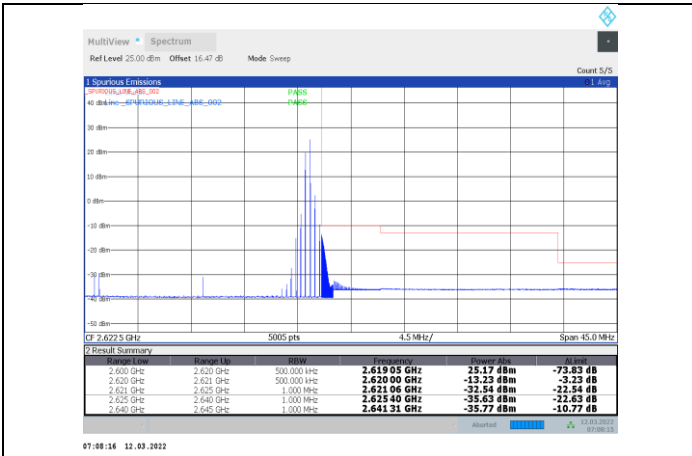 MultiView Spectrum
Ref Level 25.00 dBm Offset 16.47 dB Mode Sweep
Count 5/5
1 Spurious Emissions 1 Avg
_SPURIOUS_LINE_ABS_002 PASS
40 dBm Line _SPURIOUS_LINE_ABS_002 PASS
30 dBm
20 dBm
10 dBm
0 dBm
-10 dBm
-20 dBm
-30 dBm
-40 dBm
-50 dBm
CF 2.6225 GHz 5005 pts 4.5 MHz/ Span 45.0 MHz
2 Result Summary
Range Low Range Up RBW Frequency Power Abs ΔLimit
2.600 GHz 2.620 GHz 500.000 kHz 2.619 05 GHz 25.17 dBm -73.83 dB
2.620 GHz 2.621 GHz 500.000 kHz 2.620 00 GHz -13.23 dBm -3.23 dB
2.621 GHz 2.625 GHz 1.000 MHz 2.621 06 GHz -32.54 dBm -22.54 dB
2.625 GHz 2.640 GHz 1.000 MHz 2.625 40 GHz -35.63 dBm -22.63 dB
2.640 GHz 2.645 GHz 1.000 MHz 2.641 31 GHz -35.77 dBm -10.77 dB
Aborted 12.03.2022
07:08:15
07:08:16 12.03.2022